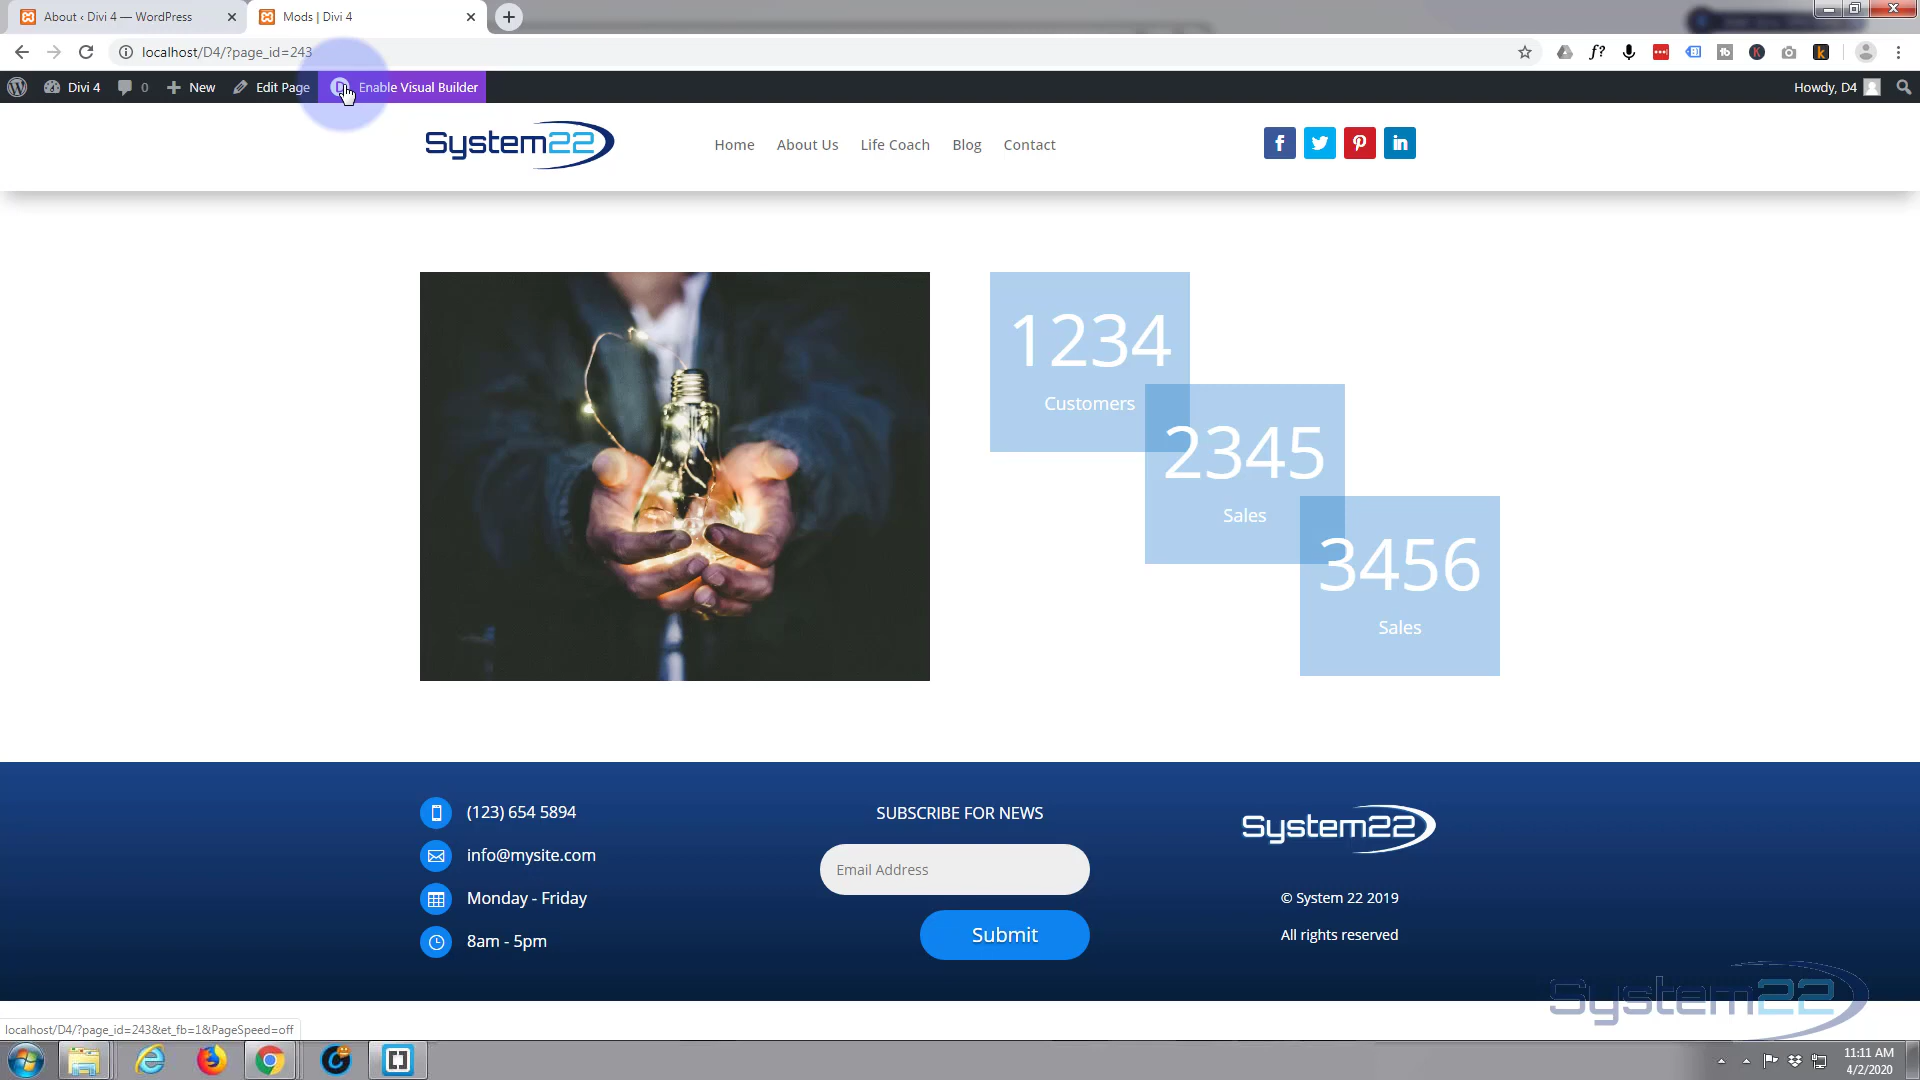 About ‹ Divi 4 — WordPress
Mods | Divi 4
localhost/D4/?page_id=243
Divi 4
0
New
Edit Page
Enable Visual Builder
Howdy, D4
System22
Home
About Us
Life Coach
Blog
Contact
1234
Customers
2345
Sales
3456
Sales
(123) 654 5894
info@mysite.com
Monday - Friday
8am - 5pm
SUBSCRIBE FOR NEWS
Email Address
Submit
System22
© System 22 2019
All rights reserved
System22
localhost/D4/?page_id=243&et_fb=1&PageSpeed=off
11:11 AM
4/2/2020